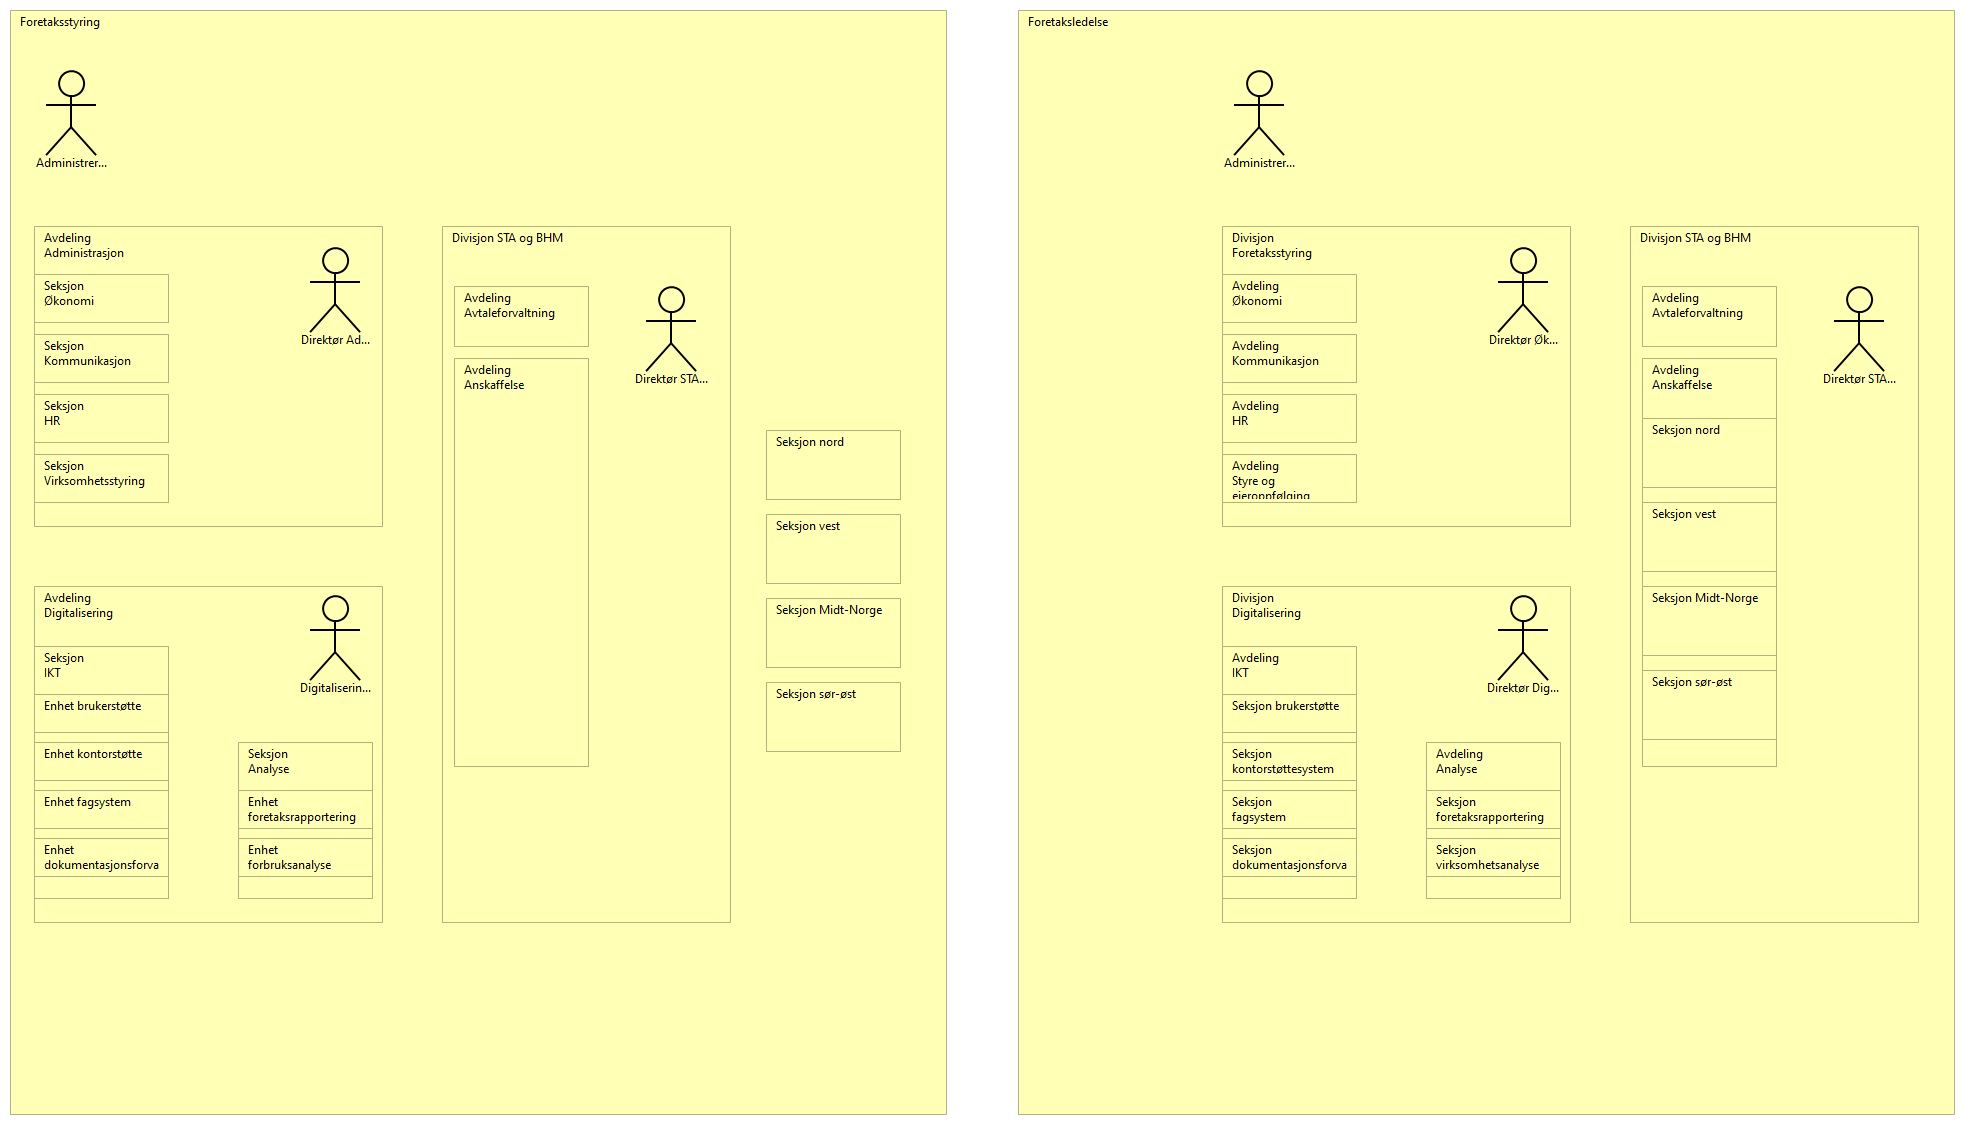 Foretaksstyring
Administrer...
Avdeling
Administrasjon
Seksjon
Økonomi
Seksjon
Kommunikasjon
Seksjon
HR
Seksjon
Virksomhetsstyring
Direktør Ad...
Avdeling
Digitalisering
Seksjon
IKT
Enhet brukerstøtte
Enhet kontorstøtte
Enhet fagsystem
Enhet
dokumentasjonsforva
Digitaliserin...
Seksjon
Analyse
Enhet
foretaksrapportering
Enhet
forbruksanalyse
Divisjon STA og BHM
Avdeling
Avtaleforvaltning
Avdeling
Anskaffelse
Direktør STA...
Seksjon nord
Seksjon vest
Seksjon Midt-Norge
Seksjon sør-øst
Foretaksledelse
Administrer...
Divisjon
Foretaksstyring
Avdeling
Økonomi
Avdeling
Kommunikasjon
Avdeling
HR
Avdeling
Styre og
eieroppfølging
Direktør Øk...
Divisjon
Digitalisering
Avdeling
IKT
Seksjon brukerstøtte
Seksjon
kontorstøttesystem
Seksjon
fagsystem
Seksjon
dokumentasjonsforva
Direktør Dig...
Avdeling
Analyse
Seksjon
foretaksrapportering
Seksjon
virksomhetsanalyse
Divisjon STA og BHM
Avdeling
Avtaleforvaltning
Avdeling
Anskaffelse
Seksjon nord
Seksjon vest
Seksjon Midt-Norge
Seksjon sør-øst
Direktør STA...